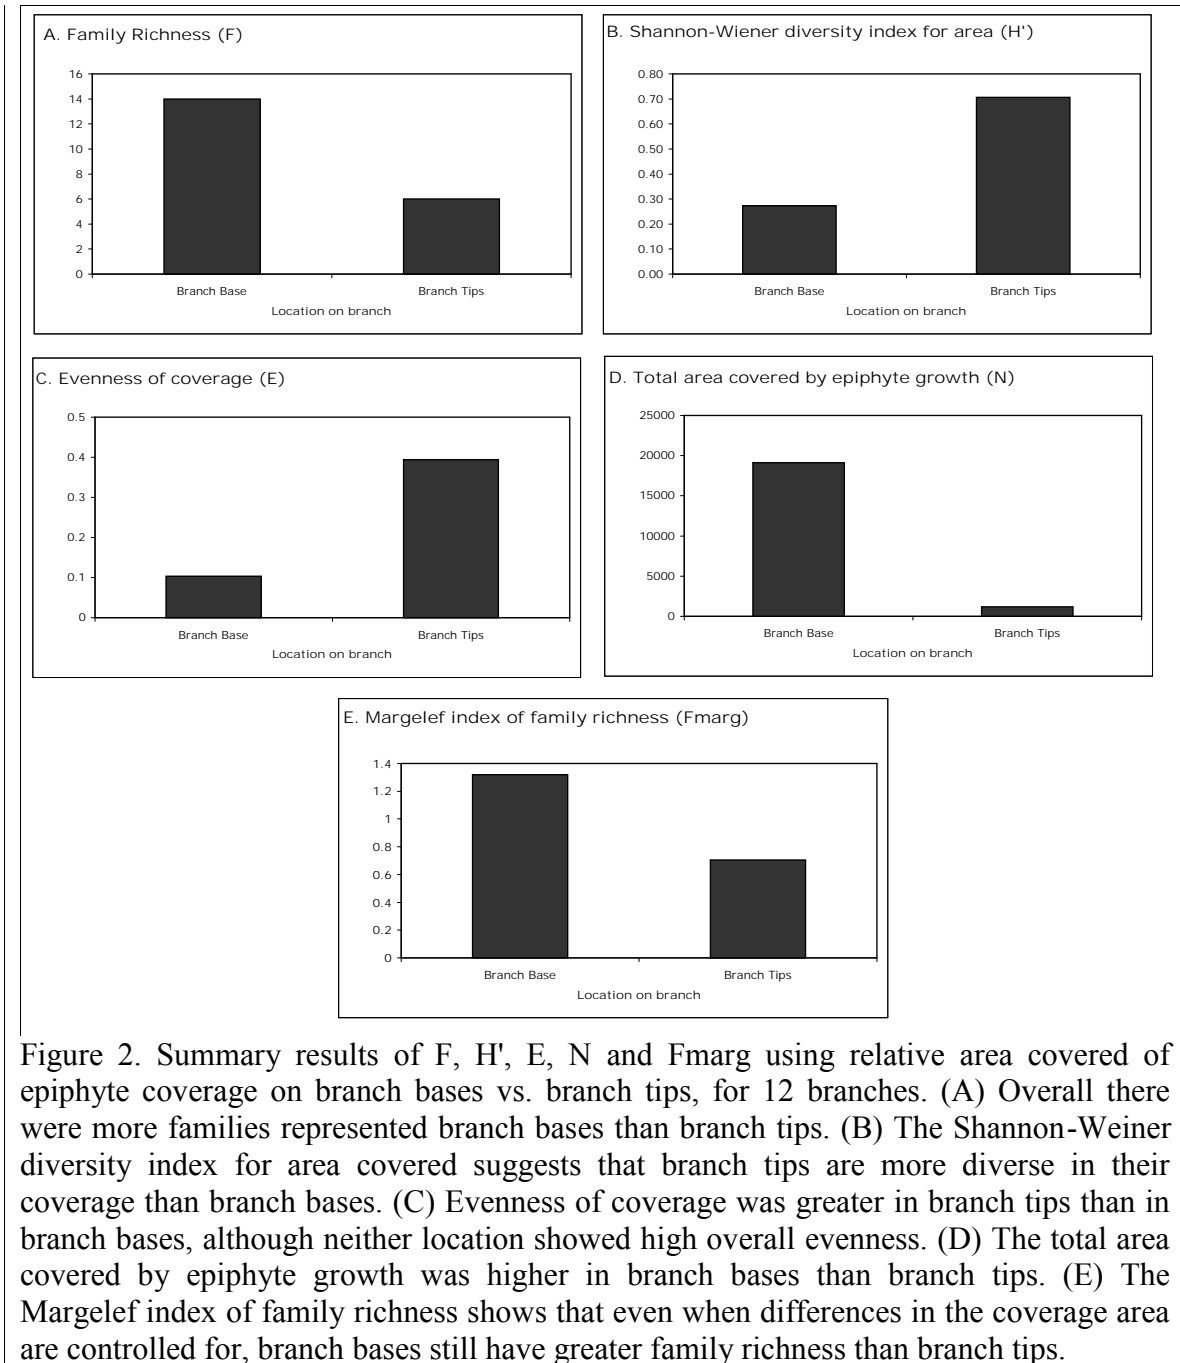 A. Family Richness (F)
16
14
12
10
8
6
4
2
0
Branch Base Branch Tips
Location on branch
B. Shannon-Wiener diversity index for area (H')
0.80
0.70
0.60
0.50
0.40
0.30
0.20
0.10
0.00
Branch Base Branch Tips
Location on branch
C. Evenness of coverage (E)
0.5
0.4
0.3
0.2
0.1
0
Branch Base Branch Tips
Location on branch
D. Total area covered by epiphyte growth (N)
25000
20000
15000
10000
5000
0
Branch Base Branch Tips
Location on branch
E. Margelef index of family richness (Fmarg)
1.4
1.2
1
0.8
0.6
0.4
0.2
0
Branch Base Branch Tips
Location on branch
Figure 2. Summary results of F, H', E, N and Fmarg using relative area covered of
epiphyte coverage on branch bases vs. branch tips, for 12 branches. (A) Overall there
were more families represented branch bases than branch tips. (B) The Shannon-Weiner
diversity index for area covered suggests that branch tips are more diverse in their
coverage than branch bases. (C) Evenness of coverage was greater in branch tips than in
branch bases, although neither location showed high overall evenness. (D) The total area
covered by epiphyte growth was higher in branch bases than branch tips. (E) The
Margelef index of family richness shows that even when differences in the coverage area
are controlled for, branch bases still have greater family richness than branch tips.